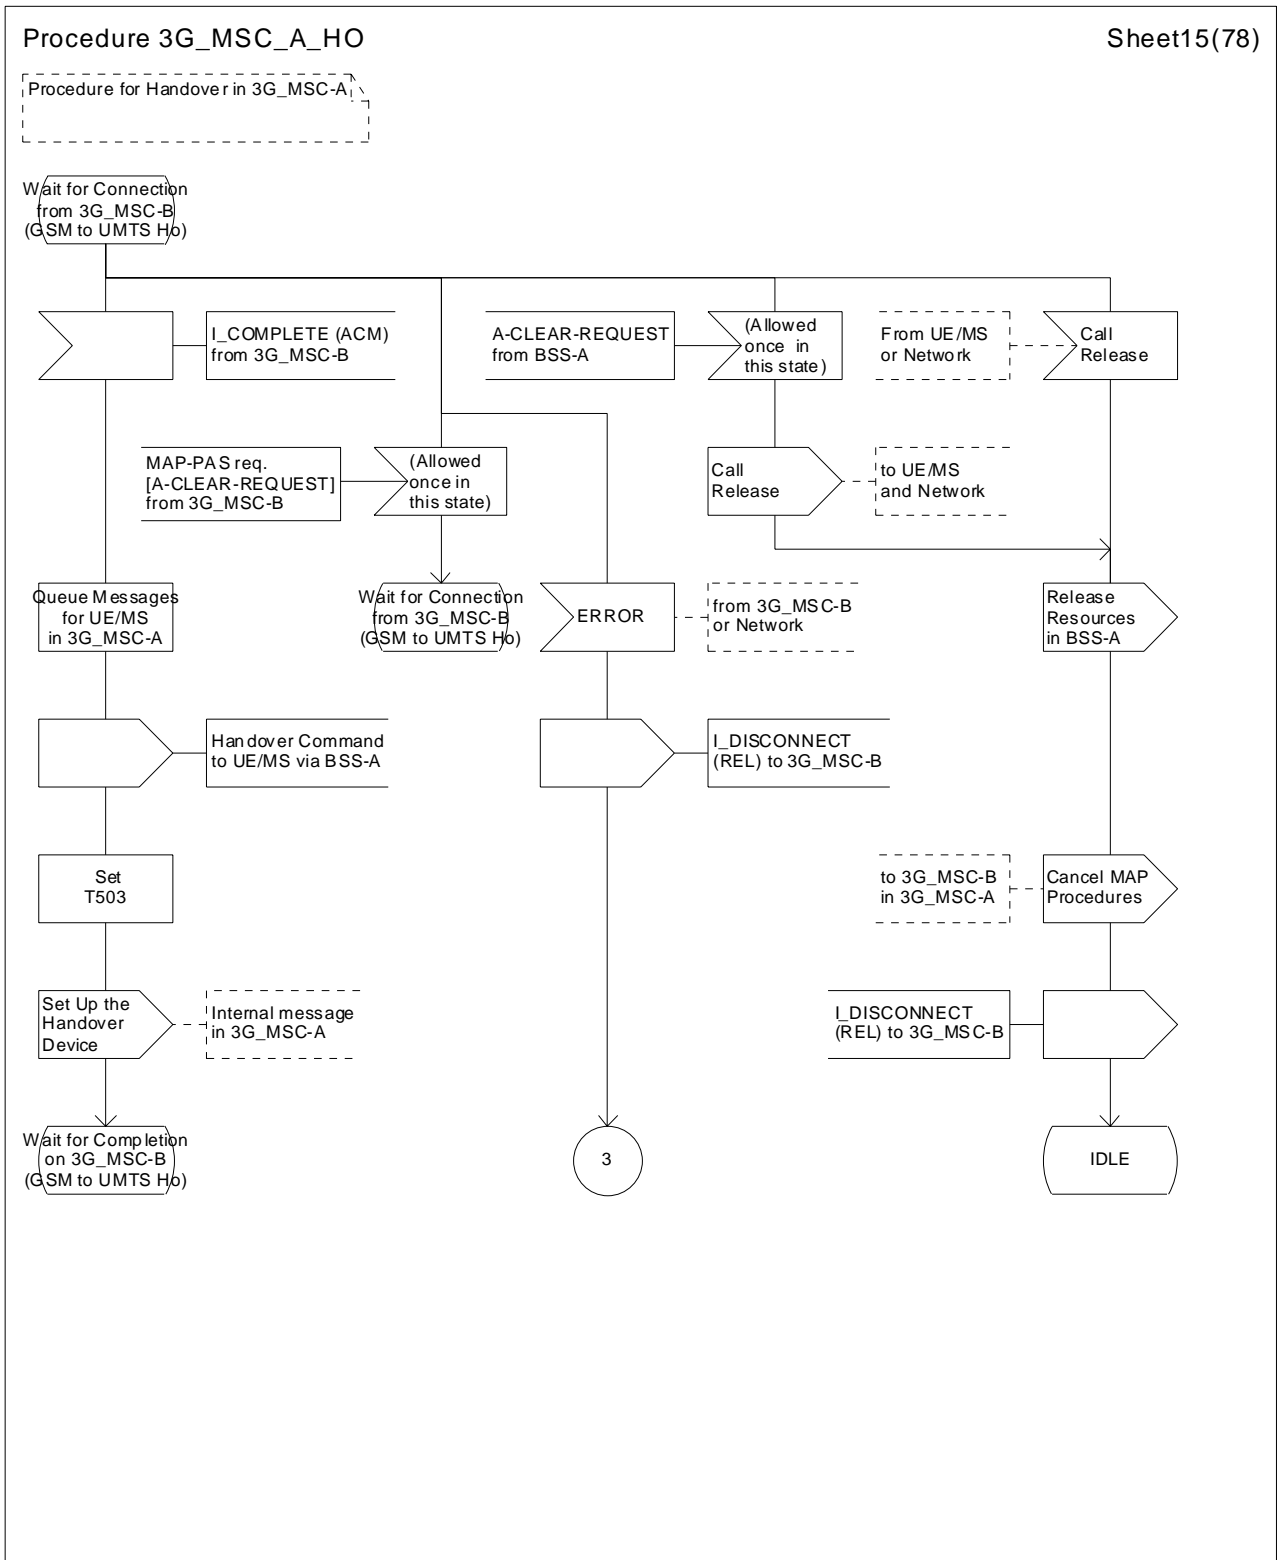 Procedure 3G_MSC_A_HO
Sheet15(78)
Procedure for Handover in 3G_MSC-A
Wait for Connection
from 3G_MSC-B
(GSM to UMTS Ho)
I_COMPLETE (ACM)
from 3G_MSC-B
A-CLEAR-REQUEST
from BSS-A
(Allowed
once in
this state)
From UE/MS
or Network
Call
Release
MAP-PAS req.
[A-CLEAR-REQUEST]
from 3G_MSC-B
(Allowed
once in
this state)
Call
Release
to UE/MS
and Network
Queue Messages
for UE/MS
in 3G_MSC-A
Wait for Connection
from 3G_MSC-B
(GSM to UMTS Ho)
ERROR
from 3G_MSC-B
or Network
Release
Resources
in BSS-A
Handover Command
to UE/MS via BSS-A
I_DISCONNECT
(REL) to 3G_MSC-B
Set
T503
to 3G_MSC-B
in 3G_MSC-A
Cancel MAP
Procedures
Set Up the
Handover
Device
Internal message
in 3G_MSC-A
I_DISCONNECT
(REL) to 3G_MSC-B
Wait for Completion
on 3G_MSC-B
(GSM to UMTS Ho)
3
IDLE